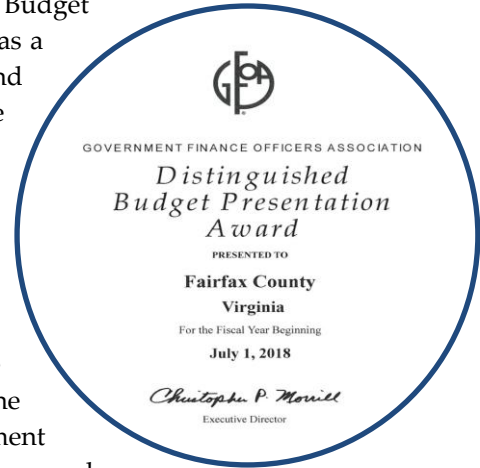 Budget
as a
nd
e
GFOA
GOVERNMENT FINANCE OFFICERS ASSOCIATION
Distinguished
Budget Presentation
Award
PRESENTED TO
Fairfax County
Virginia
For the Fiscal Year Beginning
July 1, 2018
Christopher P. Morrill
Executive Director
he
ment